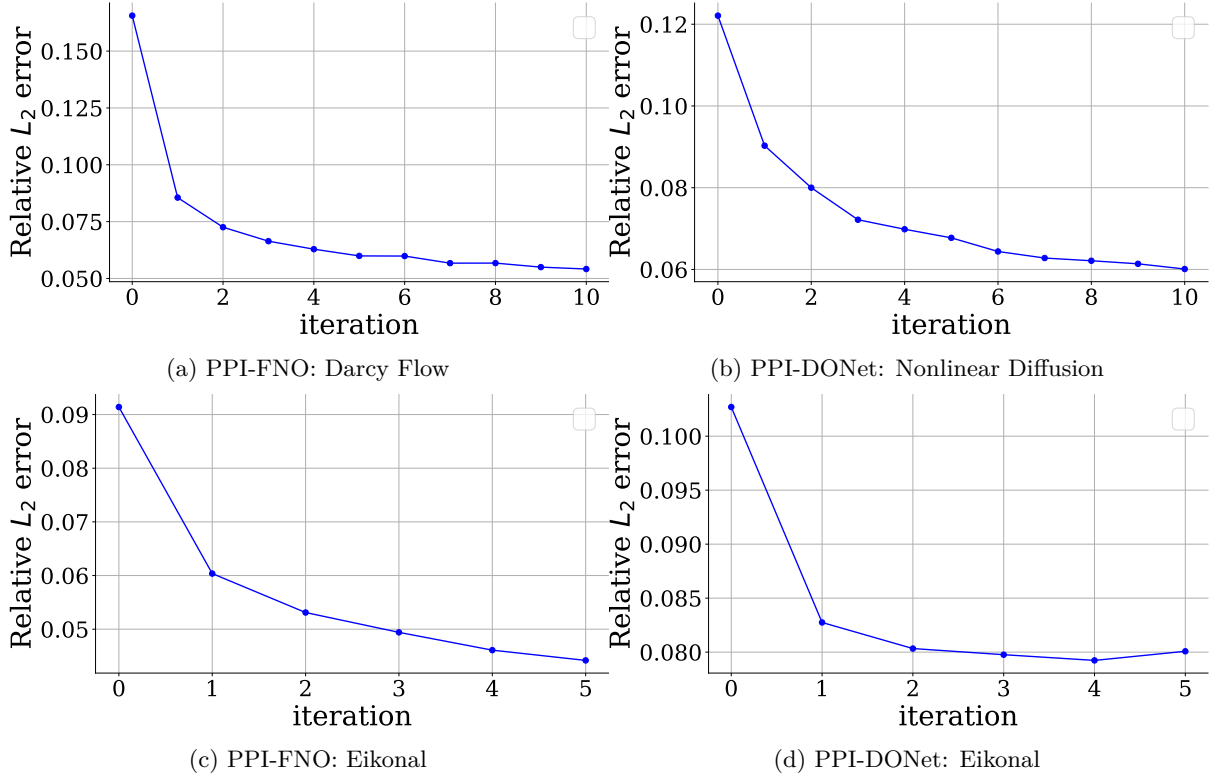 Relative L2 error
0.150
0.125
0.100
0.075
0.050
0 2 4 6 8 10
iteration
(a) PPI-FNO: Darcy Flow
Relative L2 error
0.12
0.10
0.08
0.06
0 2 4 6 8 10
iteration
(b) PPI-DONet: Nonlinear Diffusion
Relative L2 error
0.09
0.08
0.07
0.06
0.05
0 1 2 3 4 5
iteration
(c) PPI-FNO: Eikonal
Relative L2 error
0.100
0.095
0.090
0.085
0.080
0 1 2 3 4 5
iteration
(d) PPI-DONet: Eikonal